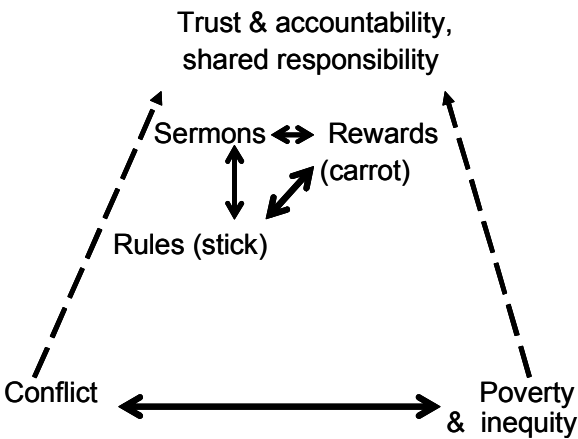 Trust & accountability,
shared responsibility
Sermons Rewards
(carrot)
Rules (stick)
Conflict Poverty
& inequity